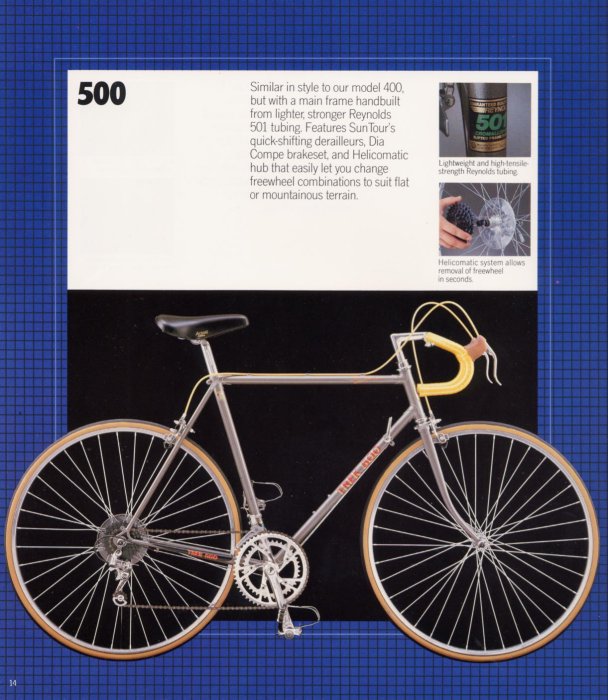 500
Similar in style to our model 400,
but with a main frame handbuilt
from lighter, stronger Reynolds
501 tubing. Features SunTour's
quick-shifting derailleurs, Dia
Compe brakeset, and Helicomatic
hub that easily let you change
freewheel combinations to suit flat
or mountainous terrain.
501
Lightweight and high-tensile-
strength Reynolds tubing.
Helicomatic system allows
removal of freewheel
in seconds.
TREK 500
TREK 500
14